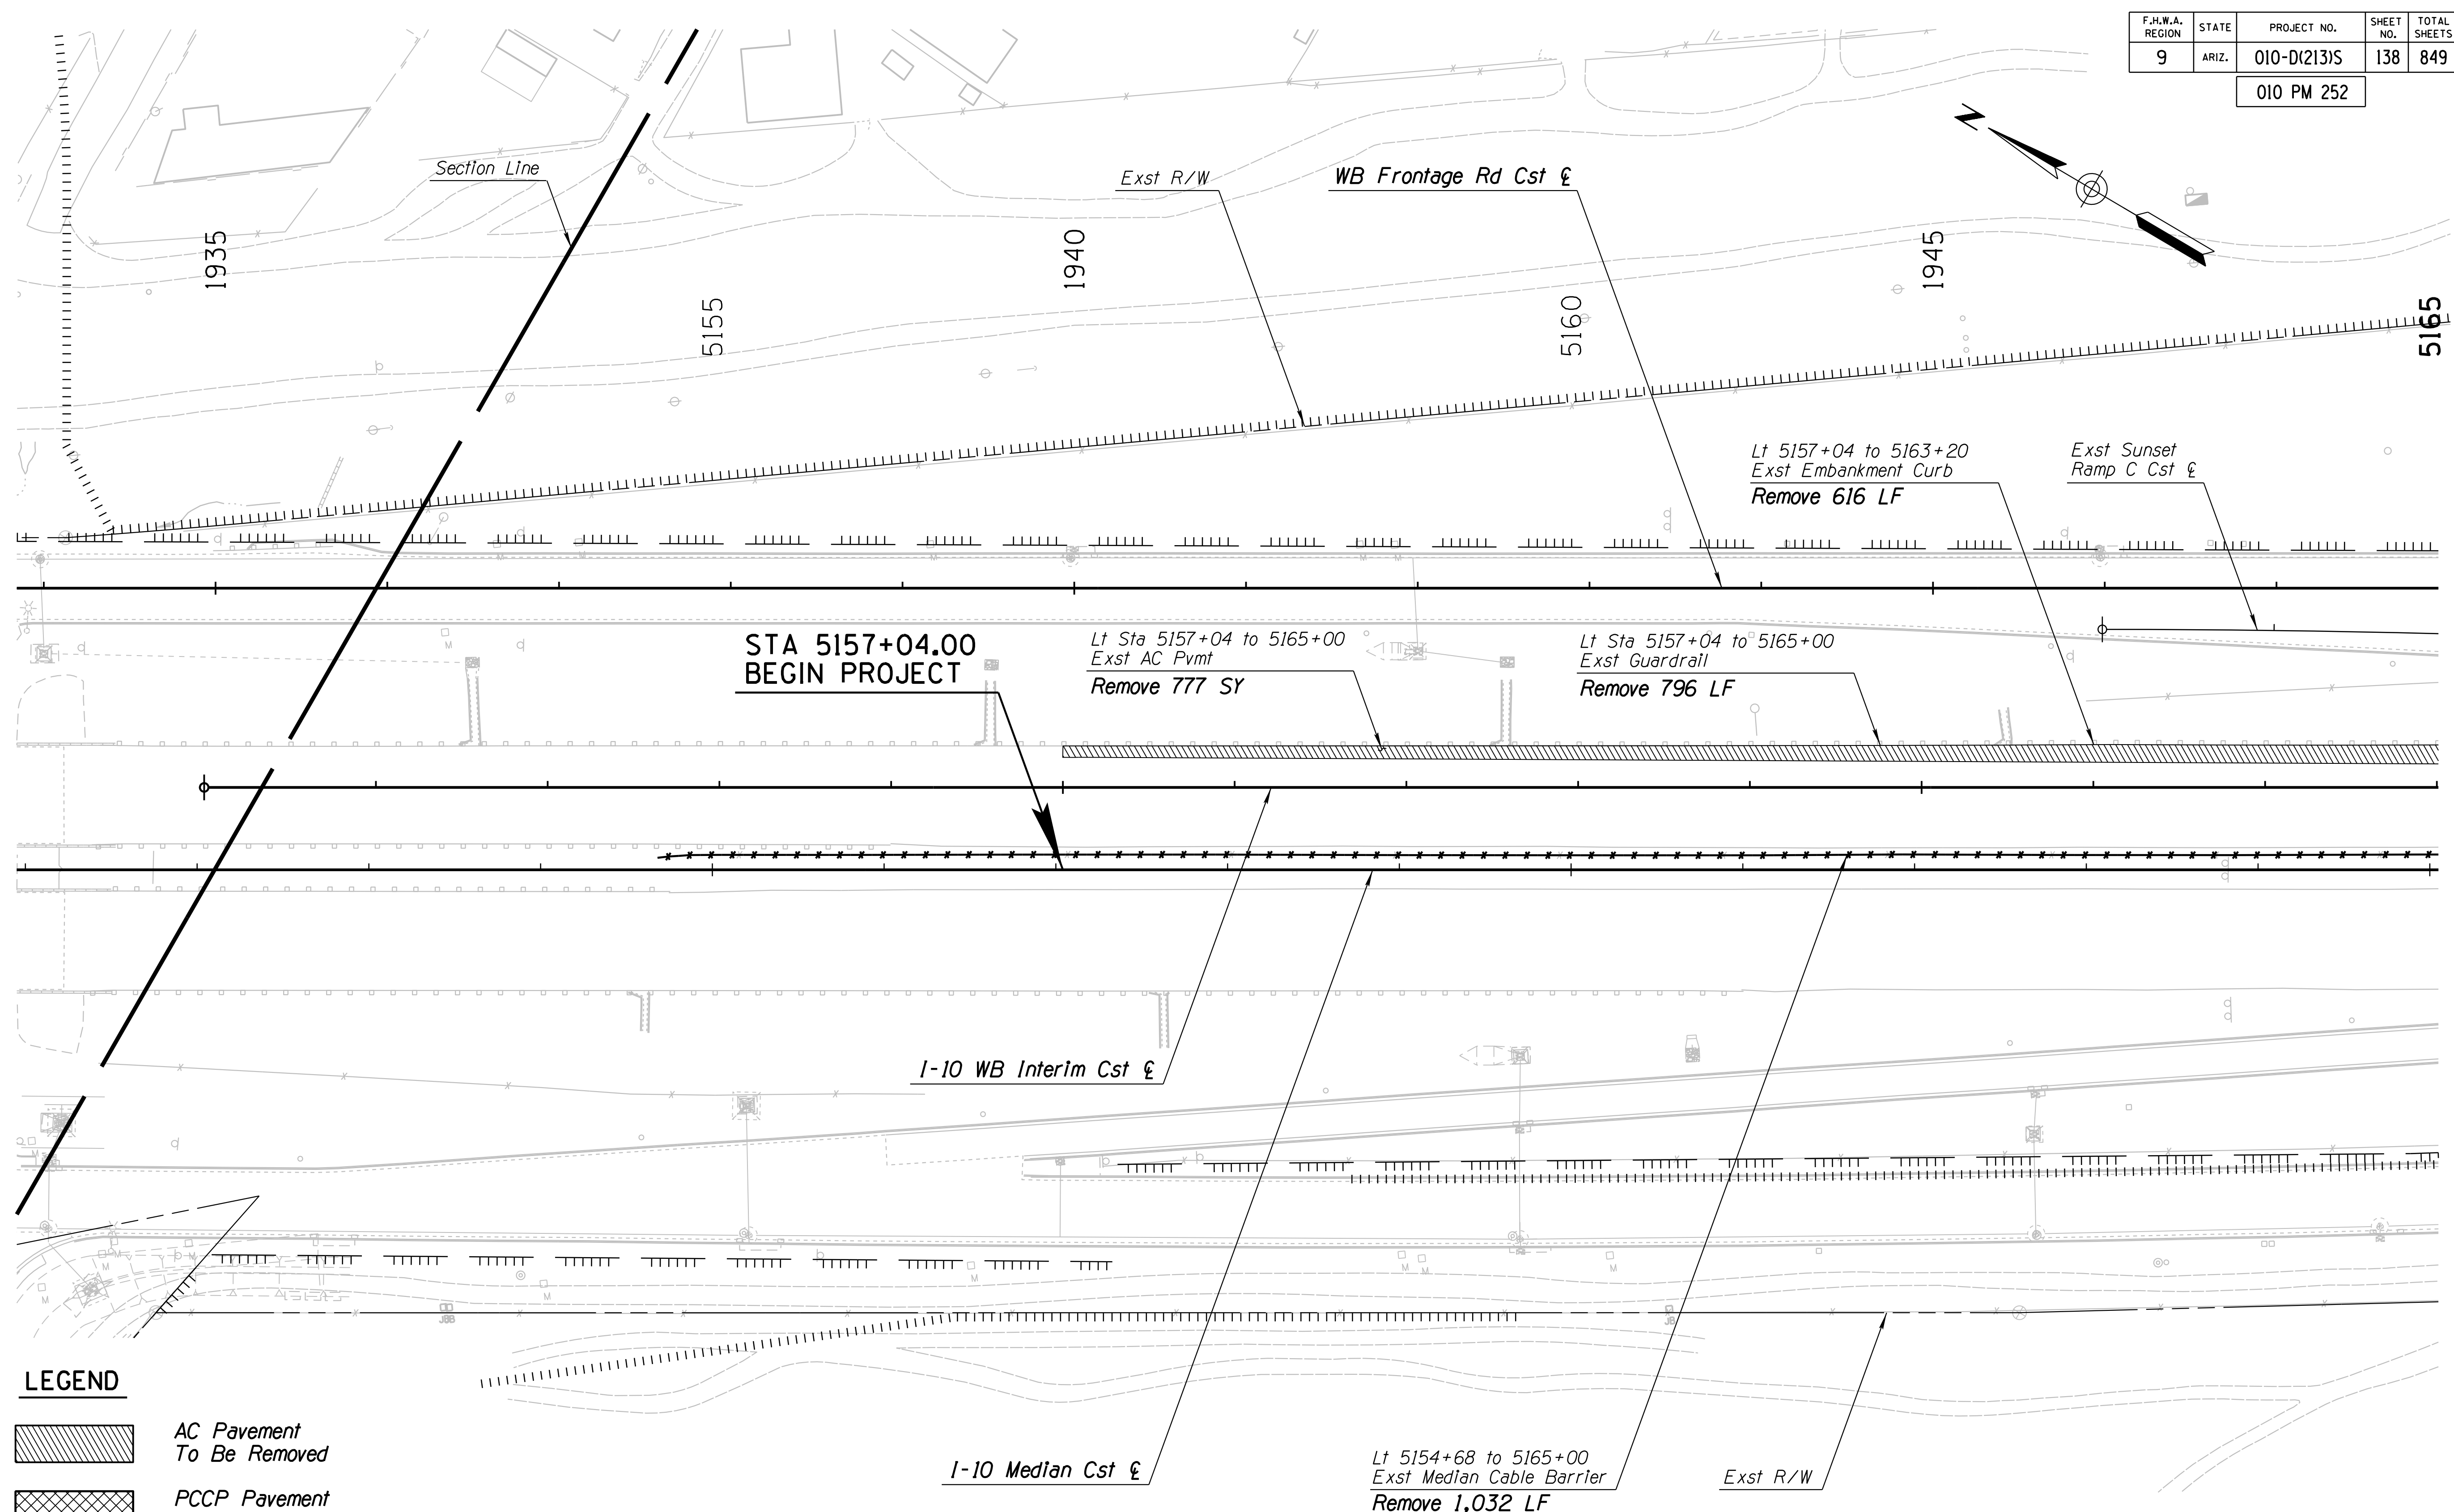 F.H.W.A. REGION STATE PROJECT NO. SHEET NO. TOTAL SHEETS
9 ARIZ. 010-D(213)S 138 849
010 PM 252
N
Section Line
Exst R/W
WB Frontage Rd Cst ℄
1935
1940
1945
5155
5160
5165
Lt 5157+04 to 5163+20
Exst Embankment Curb
Remove 616 LF
Exst Sunset
Ramp C Cst ℄
STA 5157+04.00
BEGIN PROJECT
Lt Sta 5157+04 to 5165+00
Exst AC Pvmt
Remove 777 SY
Lt Sta 5157+04 to 5165+00
Exst Guardrail
Remove 796 LF
I-10 WB Interim Cst ℄
LEGEND
AC Pavement
To Be Removed
PCCP Pavement
I-10 Median Cst ℄
Lt 5154+68 to 5165+00
Exst Median Cable Barrier
Remove 1,032 LF
Exst R/W